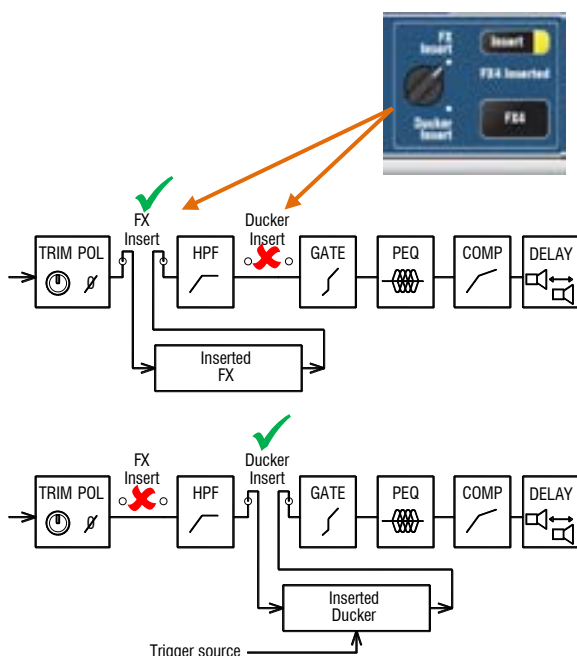 FX
Insert
Insert
FX4 Inserted
FX4
Ducker
Insert
FX
Insert
Ducker
Insert
TRIM POL
HPF
GATE
PEQ
COMP
DELAY
Inserted
FX
FX
Insert
Ducker
Insert
TRIM POL
HPF
GATE
PEQ
COMP
DELAY
Inserted
Ducker
Trigger source